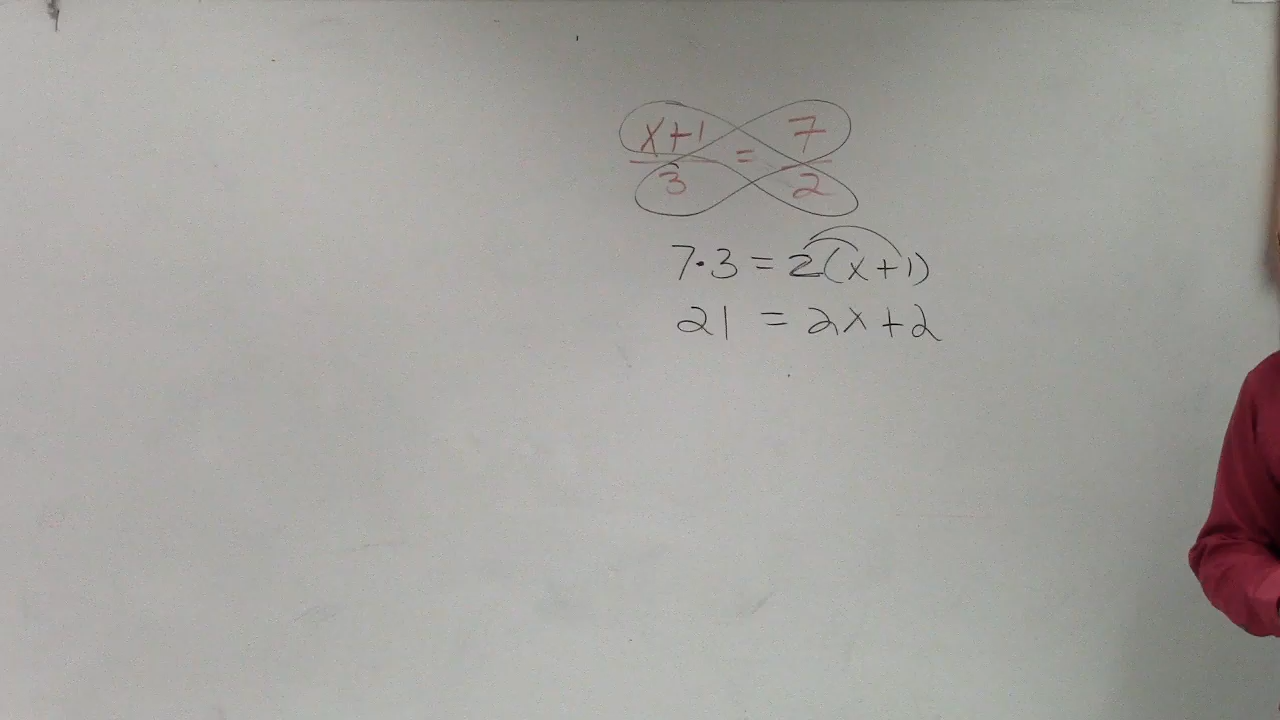 x+1/3 = 7/2
7·3 = 2(x+1)
21 = 2x+2